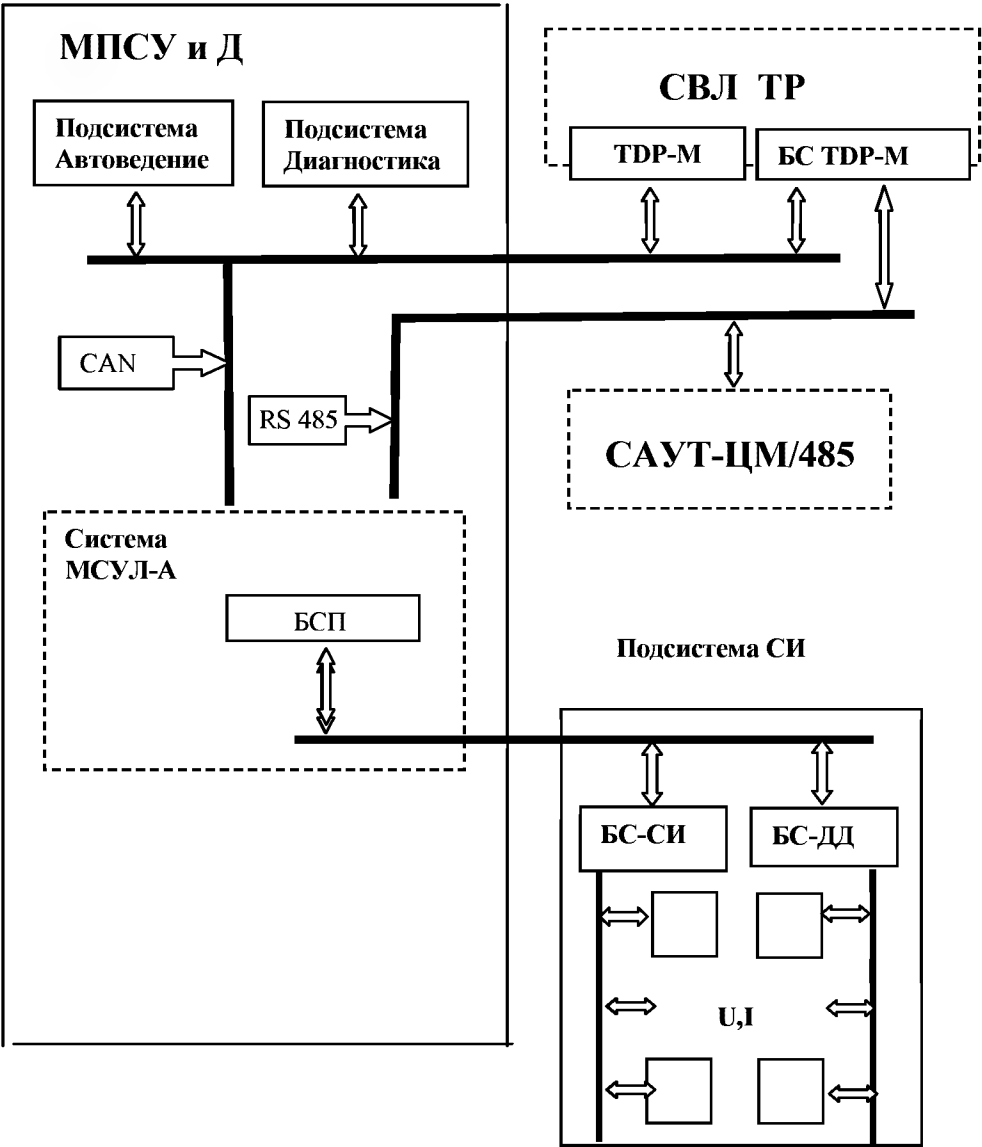 МПСУ и Д
СВЛ ТР
Подсистема
Автоведение
Подсистема
Диагностика
TDP-M
БС TDP-M
CAN
RS 485
САУТ-ЦМ/485
Система
МСУЛ-А
БСП
Подсистема СИ
БС-СИ
БС-ДД
U,I